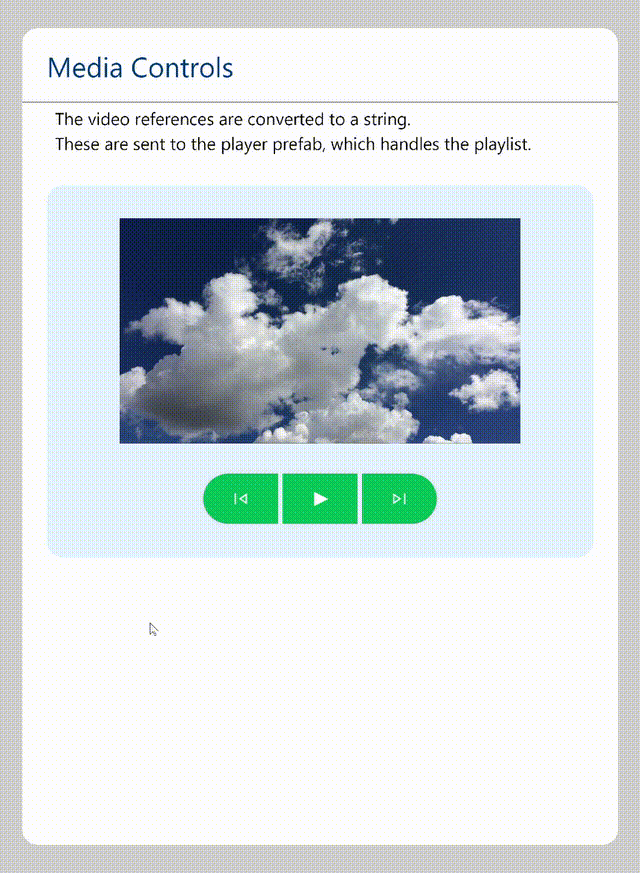 Media Controls
The video references are converted to a string.
These are sent to the player prefab, which handles the playlist.